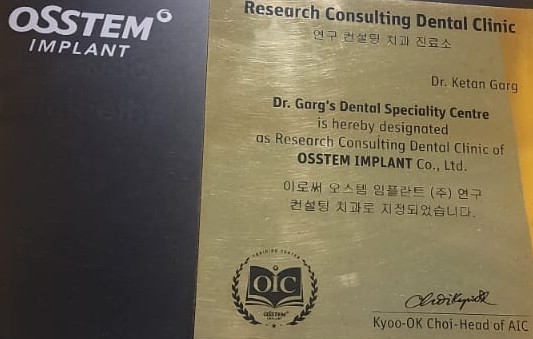 OSSTEM
IMPLANT
Research Consulting Dental Clinic
연구 컨설팅 치과 진료소
Dr. Ketan Garg
Dr. Garg's Dental Speciality Centre
is hereby designated
as Research Consulting Dental Clinic of
OSSTEM IMPLANT Co., Ltd.
이로써 오스템 임플란트 (주) 연구
컨설팅 치과로 지정되었습니다.
TRAINING CENTER
OIC
OSSTEM
IMPLANT
Kyoo-OK Choi-Head of AIC